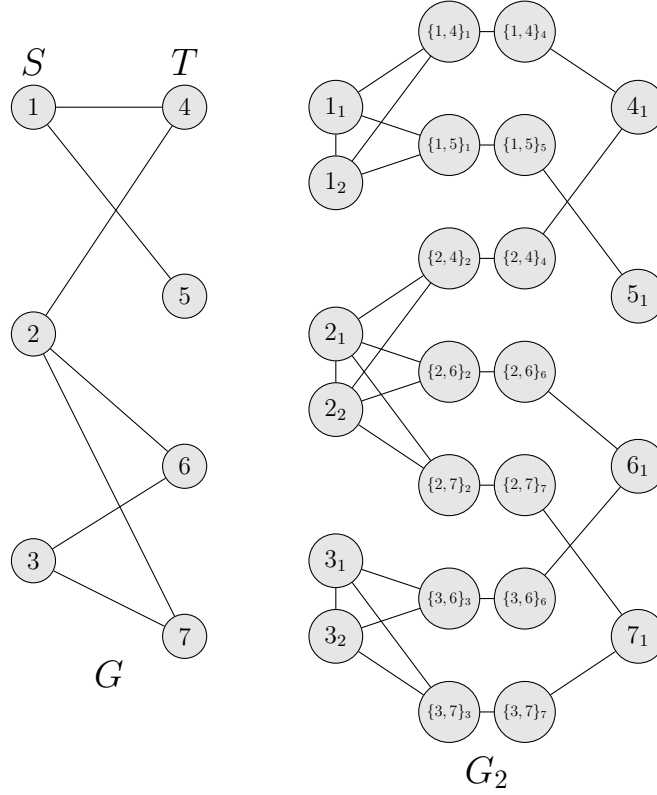 S T
1 4
5
2
6
3
7
G
{1, 4}₁ {1, 4}₄
1₁ 4₁
{1, 5}₁ {1, 5}₅
1₂
{2, 4}₂ {2, 4}₄
5₁
2₁
{2, 6}₂ {2, 6}₆
2₂
6₁
{2, 7}₂ {2, 7}₇
3₁
{3, 6}₃ {3, 6}₆
3₂ 7₁
{3, 7}₃ {3, 7}₇
G₂